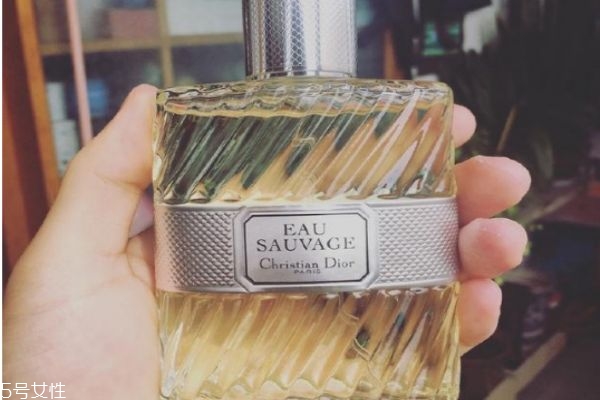 EAU
SAUVAGE
Christian Dior
PARIS
5号女性